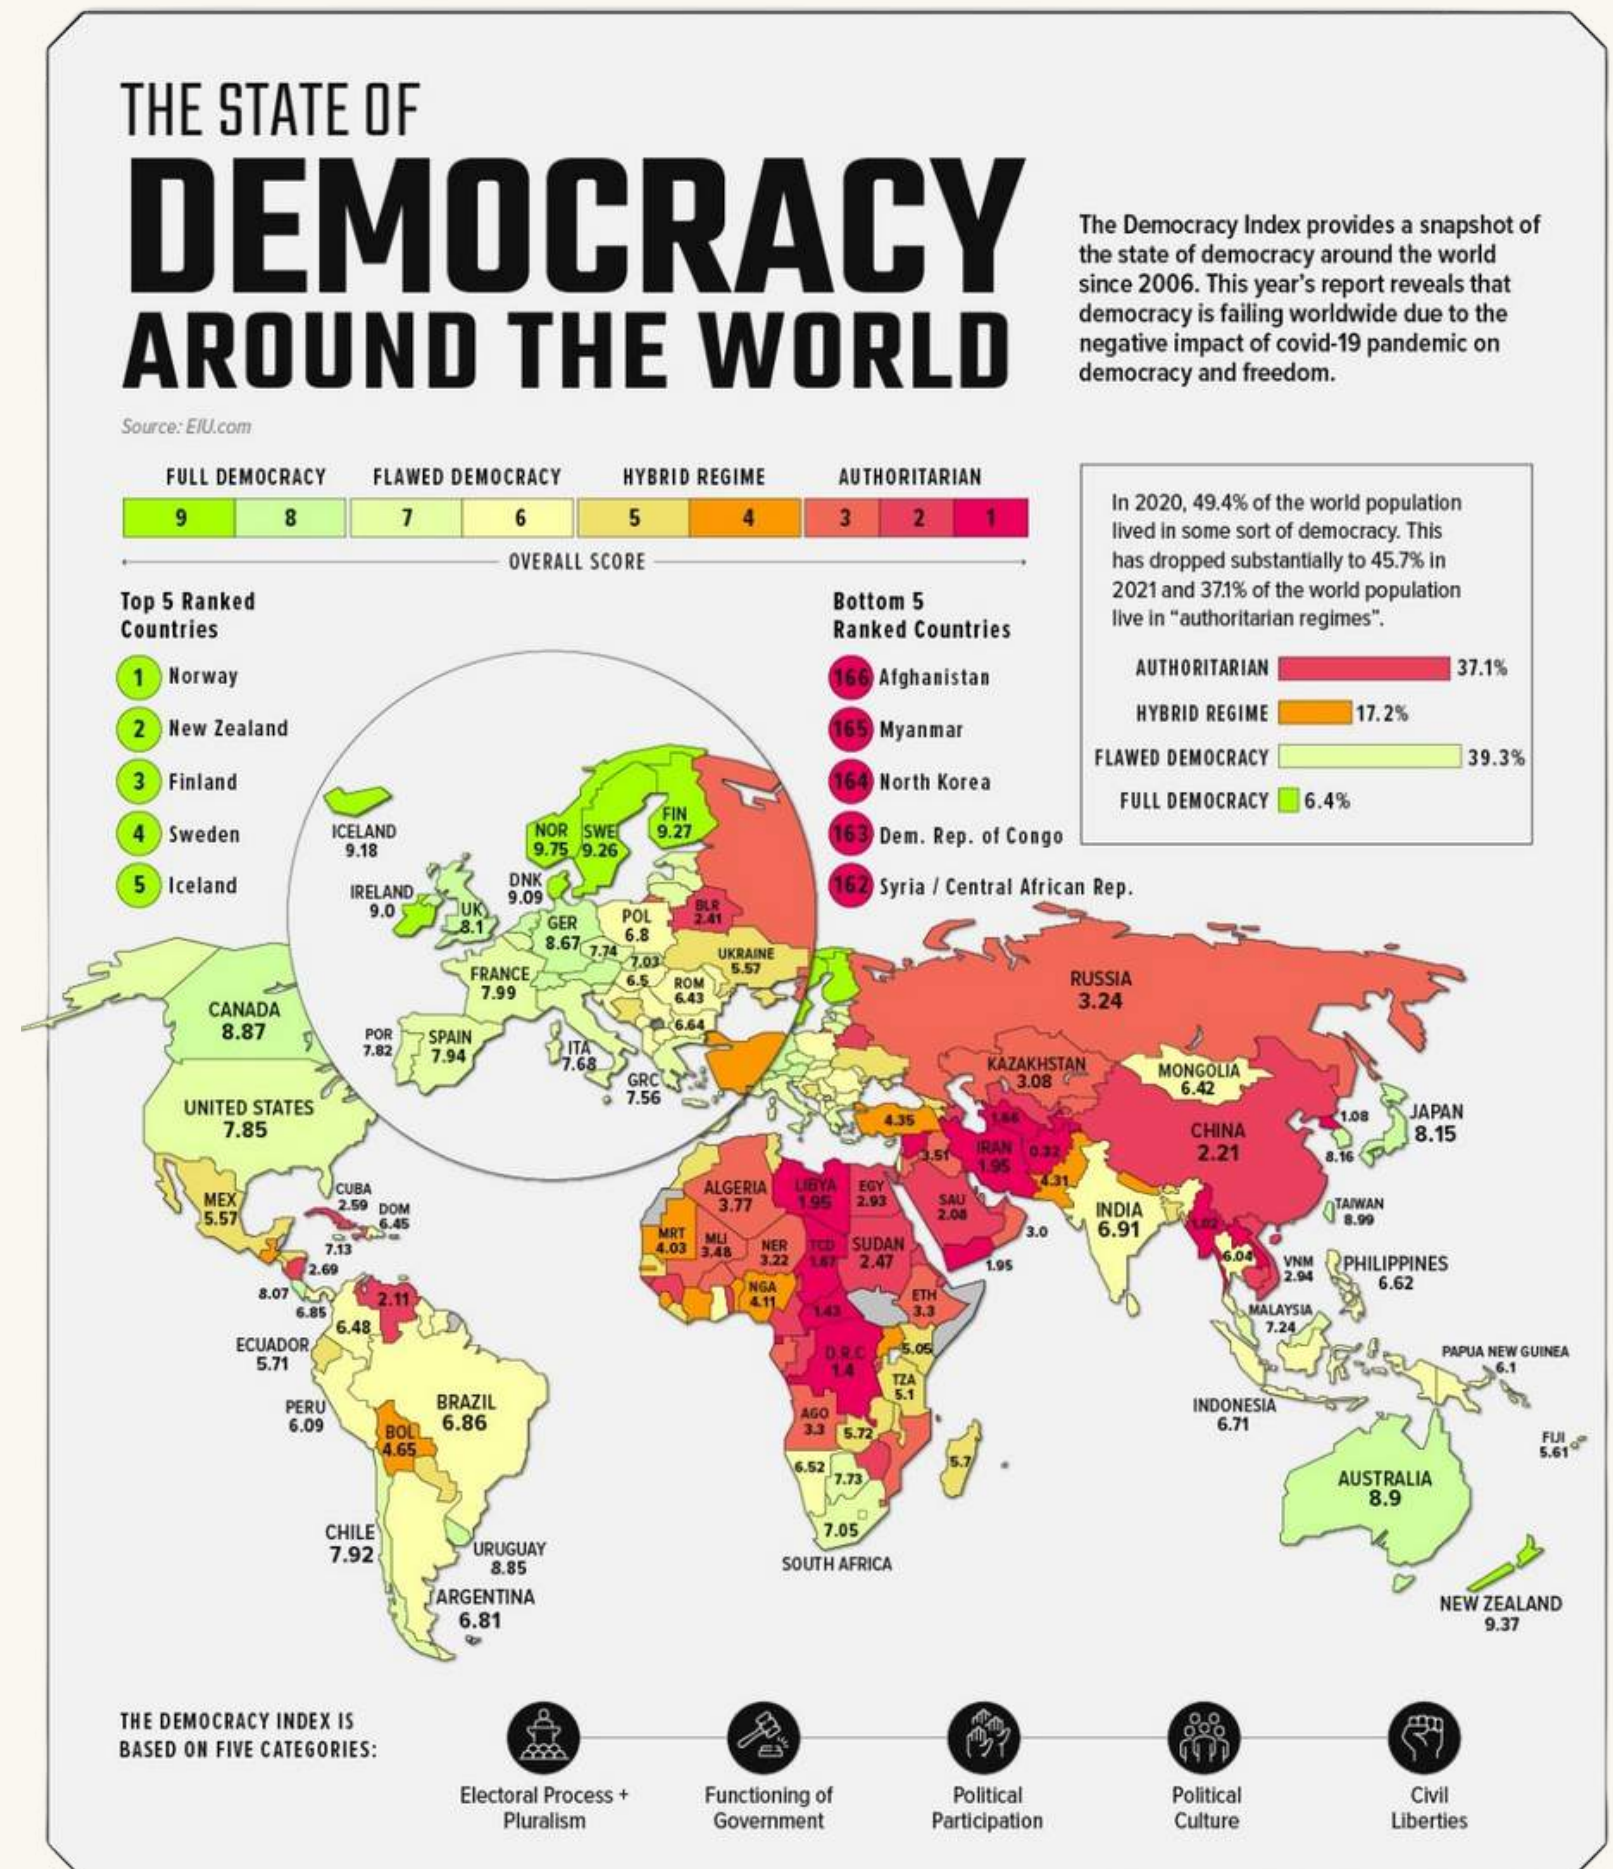 THE STATE OF
DEMOCRACY
AROUND THE WORLD
Source: EIU.com
The Democracy Index provides a snapshot of
the state of democracy around the world
since 2006. This year's report reveals that
democracy is failing worldwide due to the
negative impact of covid-19 pandemic on
democracy and freedom.
FULL DEMOCRACY FLAWED DEMOCRACY HYBRID REGIME AUTHORITARIAN
9 8 7 6 5 4 3 2 1
OVERALL SCORE
In 2020, 49.4% of the world population
lived in some sort of democracy. This
has dropped substantially to 45.7% in
2021 and 37.1% of the world population
live in "authoritarian regimes".
AUTHORITARIAN 37.1%
HYBRID REGIME 17.2%
FLAWED DEMOCRACY 39.3%
FULL DEMOCRACY 6.4%
Top 5 Ranked
Countries
1 Norway
2 New Zealand
3 Finland
4 Sweden
5 Iceland
Bottom 5
Ranked Countries
166 Afghanistan
165 Myanmar
164 North Korea
163 Dem. Rep. of Congo
162 Syria / Central African Rep.
ICELAND
9.18
NOR
9.75
SWE
9.26
FIN
9.27
DNK
9.09
IRELAND
9.0
UK
8.1
GER
8.67
POL
6.8
BLR
2.41
7.74
7.03
UKRAINE
5.57
FRANCE
7.99
6.5
ROM
6.43
6.64
POR
7.82
SPAIN
7.94
ITA
7.68
GRC
7.56
CANADA
8.87
UNITED STATES
7.85
MEX
5.57
CUBA
2.59
DOM
6.45
7.13
2.69
8.07
6.85
2.11
6.48
ECUADOR
5.71
PERU
6.09
BRAZIL
6.86
BOL
4.65
CHILE
7.92
URUGUAY
8.85
ARGENTINA
6.81
RUSSIA
3.24
KAZAKHSTAN
3.08
MONGOLIA
6.42
CHINA
2.21
1.08
JAPAN
8.15
8.16
4.35
1.66
3.51
IRAN
1.95
0.32
4.31
INDIA
6.91
SAU
2.08
3.0
1.95
TAIWAN
8.99
1.02
6.04
VNM
2.94
PHILIPPINES
6.62
MALAYSIA
7.24
INDONESIA
6.71
PAPUA NEW GUINEA
6.1
FIJI
5.61
AUSTRALIA
8.9
NEW ZEALAND
9.37
ALGERIA
3.77
LIBYA
1.95
EGY
2.93
MRT
4.03
MLI
3.48
NER
3.22
TCD
1.67
SUDAN
2.47
NGA
4.11
1.43
ETH
3.3
D.R.C
1.4
5.05
TZA
5.1
AGO
3.3
5.72
6.52
7.73
5.7
7.05
SOUTH AFRICA
THE DEMOCRACY INDEX IS
BASED ON FIVE CATEGORIES:
Electoral Process +
Pluralism
Functioning of
Government
Political
Participation
Political
Culture
Civil
Liberties